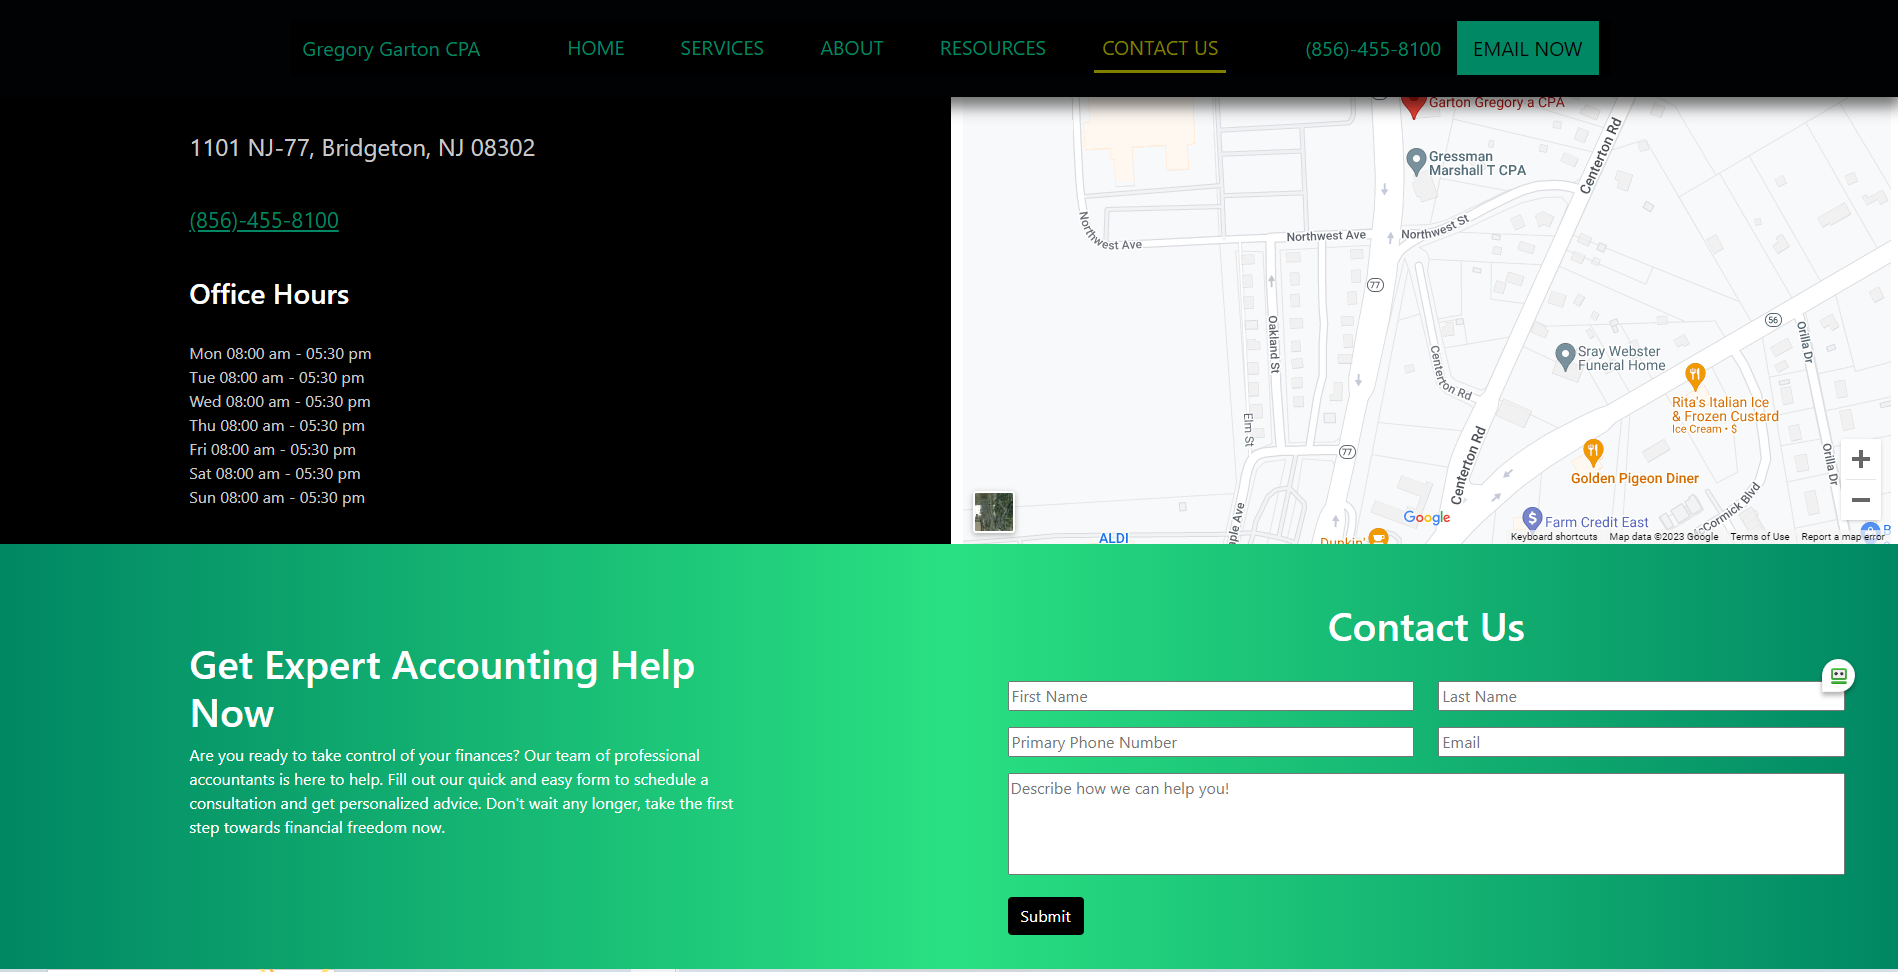 Gregory Garton CPA
HOME
SERVICES
ABOUT
RESOURCES
CONTACT US
(856)-455-8100
EMAIL NOW
1101 NJ-77, Bridgeton, NJ 08302
(856)-455-8100
Office Hours
Mon 08:00 am - 05:30 pm
Tue 08:00 am - 05:30 pm
Wed 08:00 am - 05:30 pm
Thu 08:00 am - 05:30 pm
Fri 08:00 am - 05:30 pm
Sat 08:00 am - 05:30 pm
Sun 08:00 am - 05:30 pm
Garton Gregory a CPA
Gressman
Marshall T CPA
Centerton Rd
Northwest Ave
Northwest Ave
Northwest St
77
Oakland St
56
Orilla Dr
Centerton Rd
Sray Webster
Funeral Home
Rita's Italian Ice
& Frozen Custard
Ice Cream • $
Elm St
77
Centerton Rd
Orilla Dr
Golden Pigeon Diner
Google
Farm Credit East
cCormick Blvd
ple Ave
ALDI
Dunkin'
Keyboard shortcuts
Map data ©2023 Google
Terms of Use
Report a map error
Get Expert Accounting Help
Now
Are you ready to take control of your finances? Our team of professional
accountants is here to help. Fill out our quick and easy form to schedule a
consultation and get personalized advice. Don't wait any longer, take the first
step towards financial freedom now.
Contact Us
First Name
Last Name
Primary Phone Number
Email
Describe how we can help you!
Submit